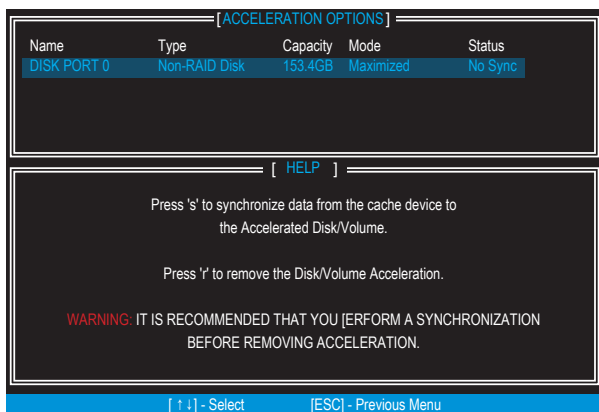 [ACCELERATION OPTIONS]
Name Type Capacity Mode Status
DISK PORT 0 Non-RAID Disk 153.4GB Maximized No Sync
[ HELP ]
Press 's' to synchronize data from the cache device to
the Accelerated Disk/Volume.
Press 'r' to remove the Disk/Volume Acceleration.
WARNING: IT IS RECOMMENDED THAT YOU [ERFORM A SYNCHRONIZATION
BEFORE REMOVING ACCELERATION.
[ ↑↓] - Select [ESC] - Previous Menu